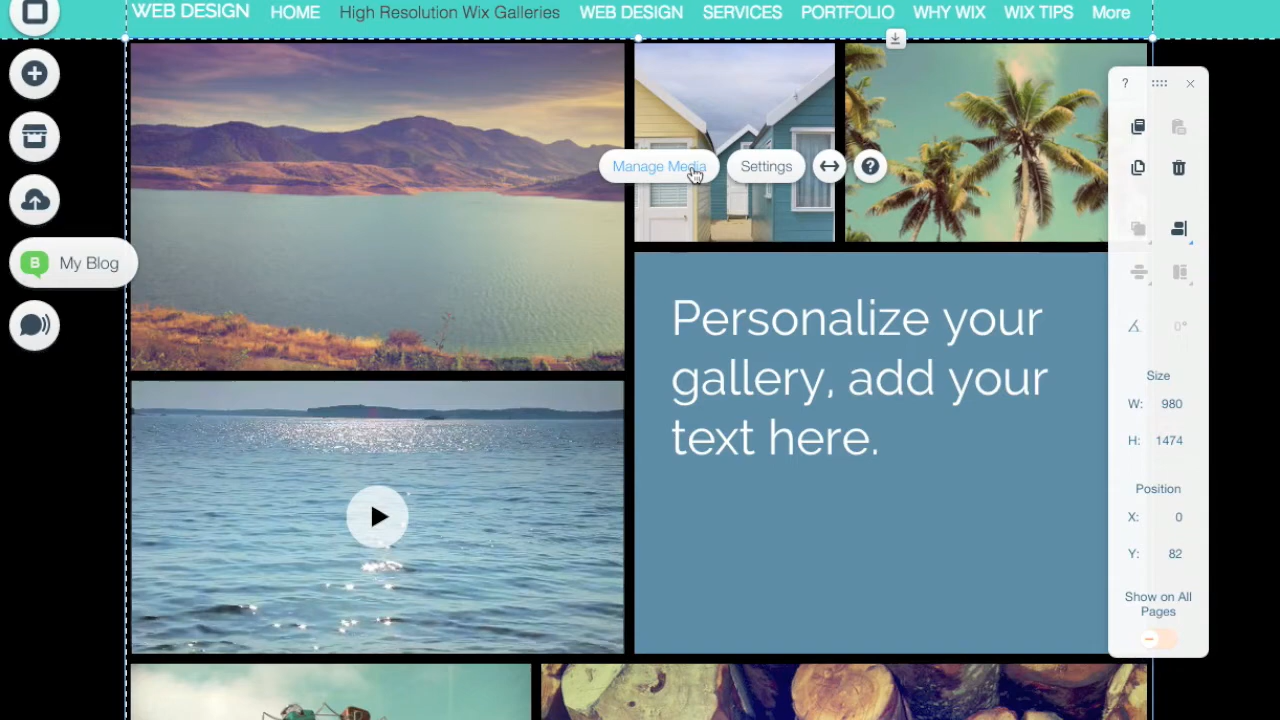 WEB DESIGN HOME High Resolution Wix Galleries WEB DESIGN SERVICES PORTFOLIO WHY WIX WIX TIPS More
?
Manage Media Settings ?
B My Blog
0°
Personalize your
gallery, add your
text here.
Size
W: 980
H: 1474
Position
X: 0
Y: 82
Show on All
Pages